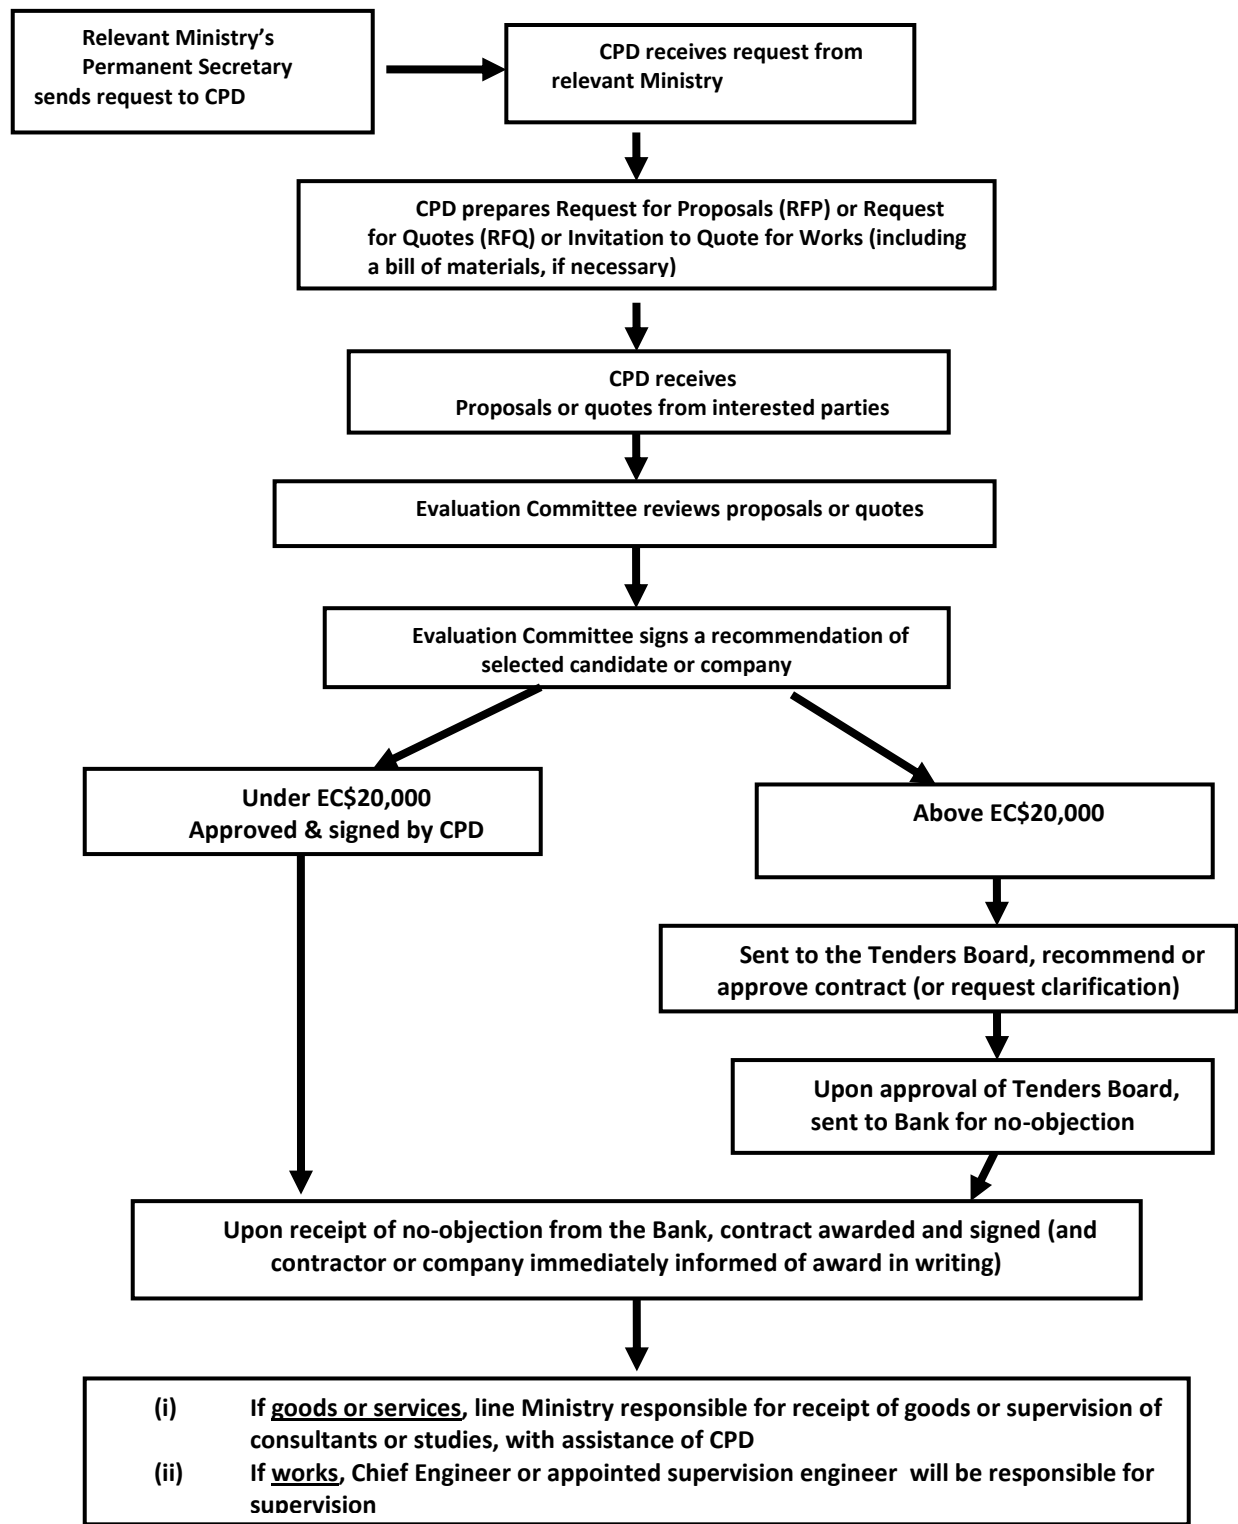 Relevant Ministry’s
Permanent Secretary
sends request to CPD
CPD receives request from
relevant Ministry
CPD prepares Request for Proposals (RFP) or Request
for Quotes (RFQ) or Invitation to Quote for Works (including
a bill of materials, if necessary)
CPD receives
Proposals or quotes from interested parties
Evaluation Committee reviews proposals or quotes
Evaluation Committee signs a recommendation of
selected candidate or company
Under EC$20,000
Approved & signed by CPD
Above EC$20,000
Sent to the Tenders Board, recommend or
approve contract (or request clarification)
Upon approval of Tenders Board,
sent to Bank for no-objection
Upon receipt of no-objection from the Bank, contract awarded and signed (and
contractor or company immediately informed of award in writing)
(i) If goods or services, line Ministry responsible for receipt of goods or supervision of
consultants or studies, with assistance of CPD
(ii) If works, Chief Engineer or appointed supervision engineer will be responsible for
supervision